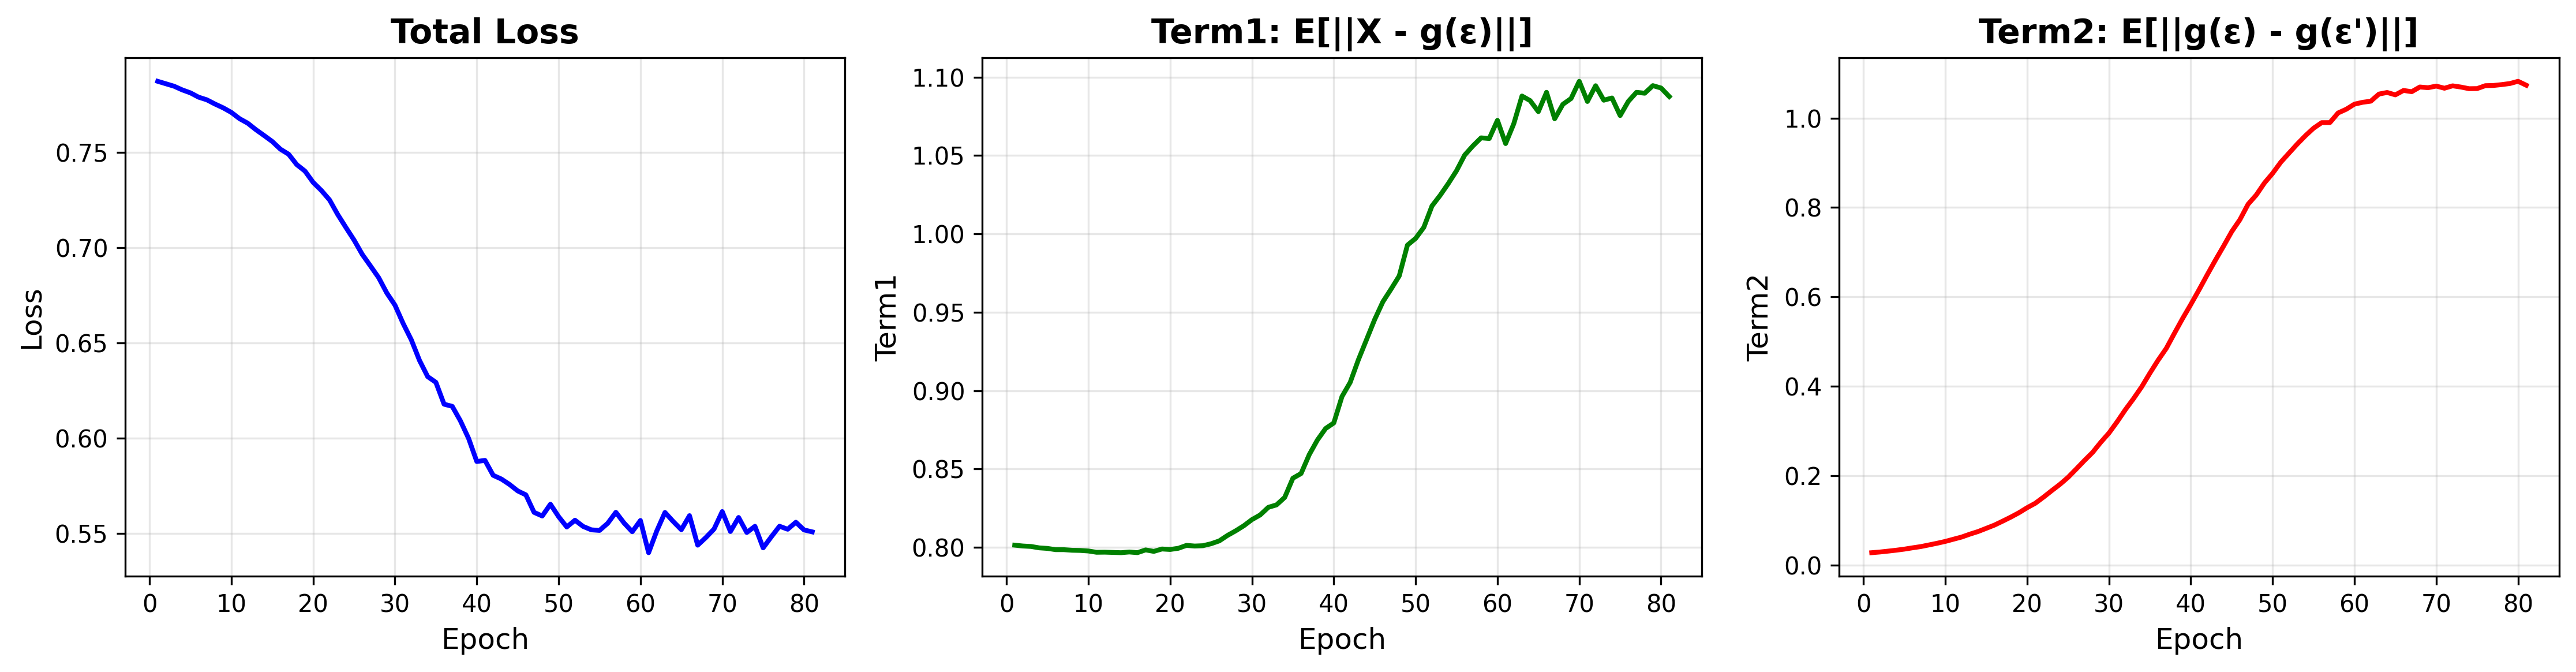 Total Loss
Loss
0.75
0.70
0.65
0.60
0.55
0 10 20 30 40 50 60 70 80
Epoch
Term1: E[||X - g(ε)||]
Term1
1.10
1.05
1.00
0.95
0.90
0.85
0.80
0 10 20 30 40 50 60 70 80
Epoch
Term2: E[||g(ε) - g(ε')||]
Term2
1.0
0.8
0.6
0.4
0.2
0.0
0 10 20 30 40 50 60 70 80
Epoch